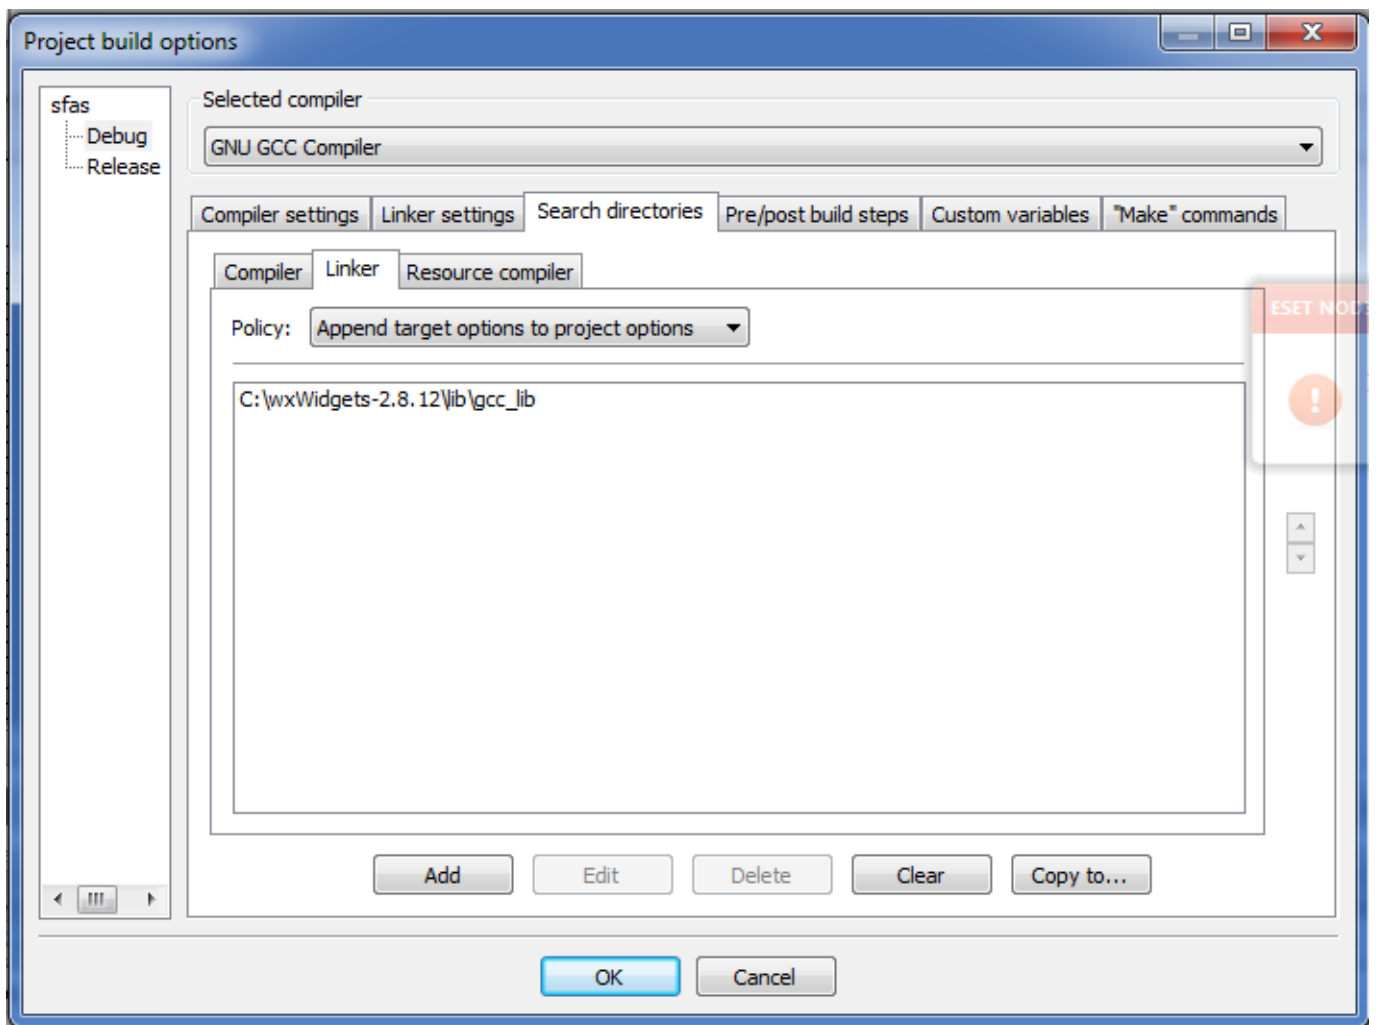 Project build options
sfas
Debug
Release
Selected compiler
GNU GCC Compiler
Compiler settings
Linker settings
Search directories
Pre/post build steps
Custom variables
"Make" commands
Compiler
Linker
Resource compiler
Policy:
Append target options to project options
C:\wxWidgets-2.8.12\lib\gcc_lib
ESET
Add
Edit
Delete
Clear
Copy to...
OK
Cancel